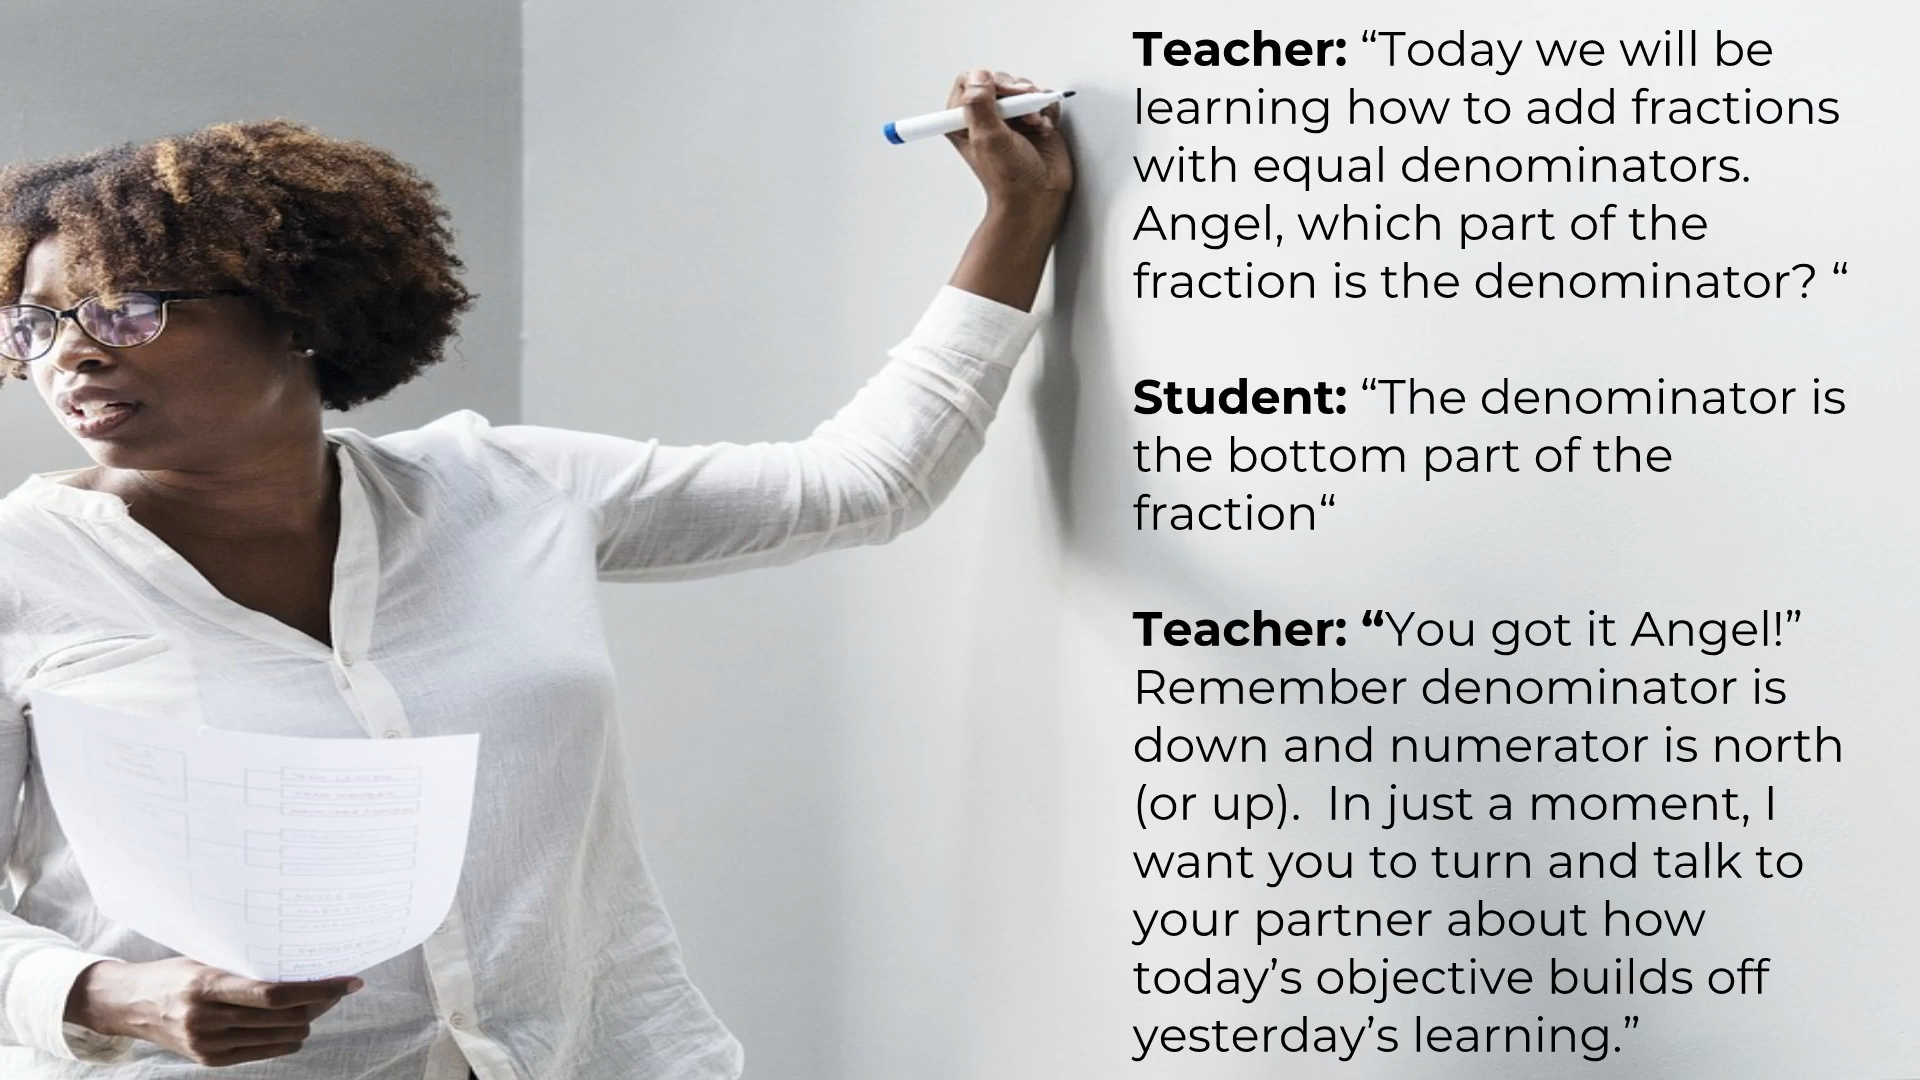 Teacher: “Today we will be
learning how to add fractions
with equal denominators.
Angel, which part of the
fraction is the denominator? “
Student: “The denominator is
the bottom part of the
fraction“
Teacher: “You got it Angel!”
Remember denominator is
down and numerator is north
(or up).  In just a moment, I
want you to turn and talk to
your partner about how
today’s objective builds off
yesterday’s learning.”